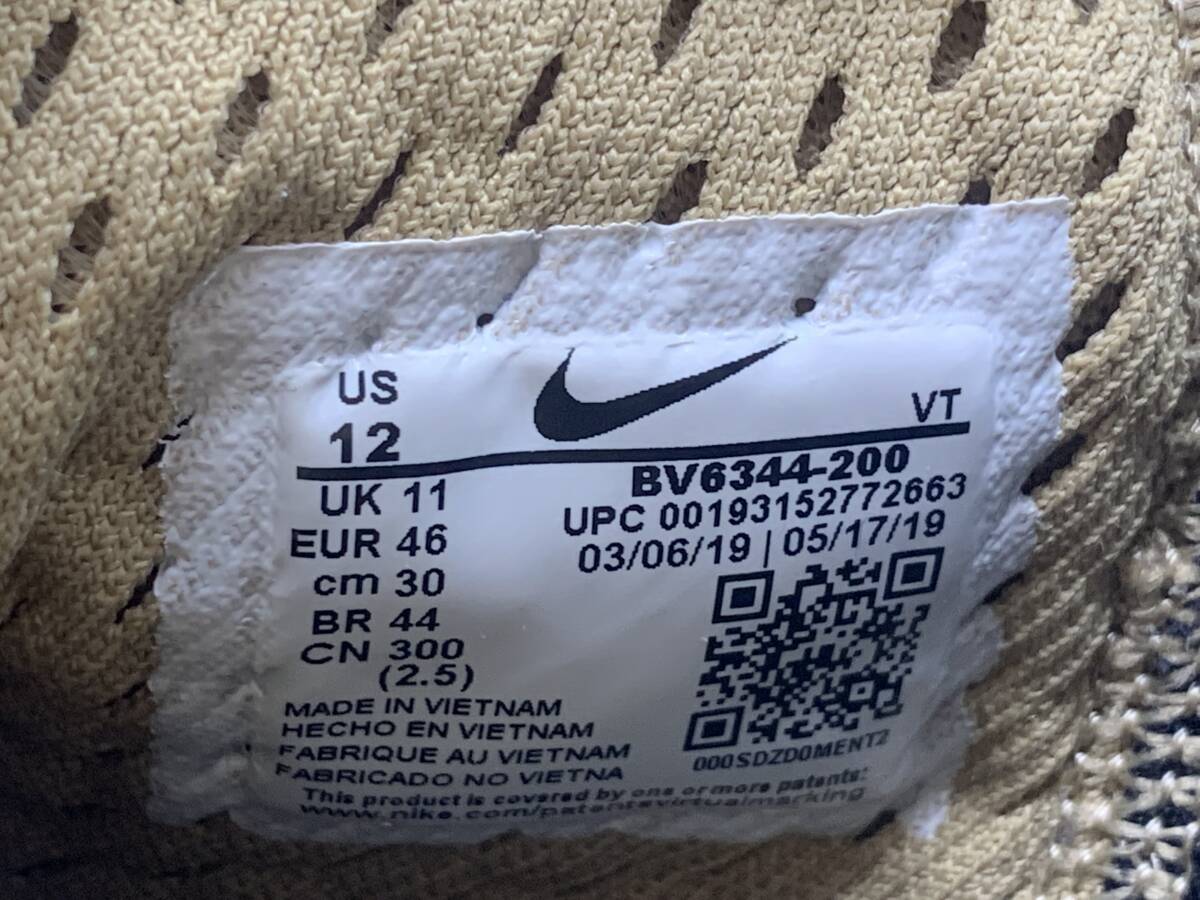 US
12
VT
UK 11
EUR 46
cm 30
BR 44
CN 300
(2.5)
BV6344-200
UPC 00193152772663
03/06/19 | 05/17/19
000SDZD0MENT2
MADE IN VIETNAM
HECHO EN VIETNAM
FABRIQUE AU VIETNAM
FABRICADO NO VIETNA
This product is covered by one or more patents:
www.nike.com/patentsvirtualmarking